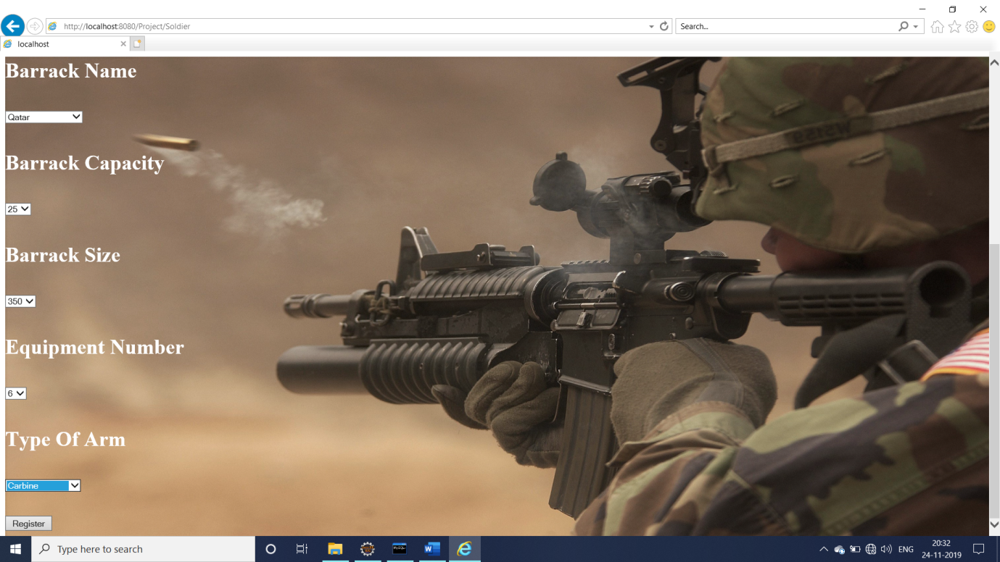 http://localhost:8080/Project/Soldier
Search...
localhost
Barrack Name
Qatar
Barrack Capacity
25
Barrack Size
350
Equipment Number
6
Type Of Arm
Carbine
Register
Type here to search
ENG
20:32
24-11-2019